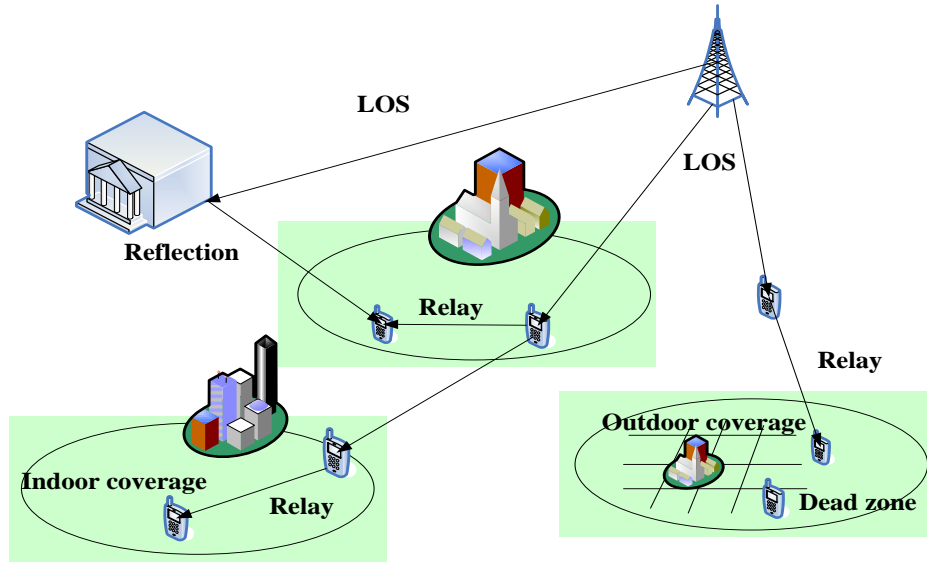 LOS
LOS
Reflection
Relay
Relay
Outdoor coverage
Indoor coverage
Relay
Dead zone